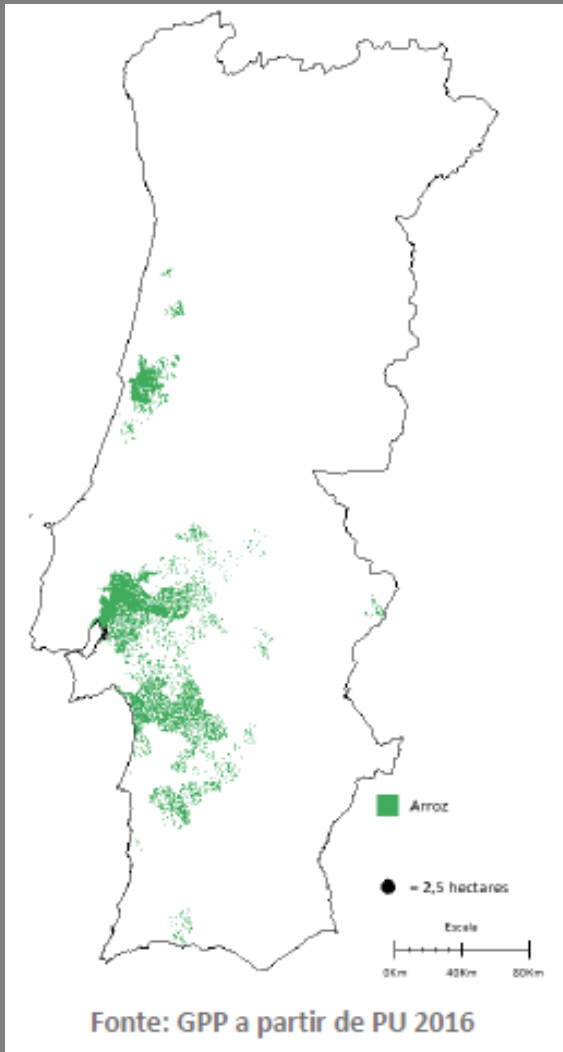 Arroz
= 2,5 hectares
Escala
0Km 40Km 80Km
Fonte: GPP a partir de PU 2016